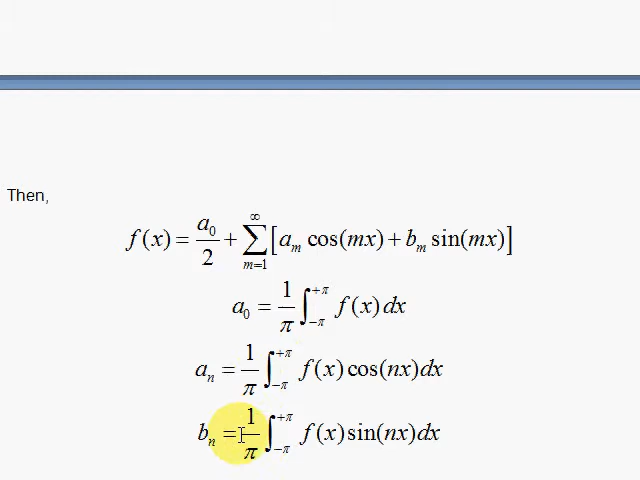 Then,
f(x) = a₀/2 + ∑_{m=1}^{∞} [a_m cos(mx) + b_m sin(mx)]
a₀ = 1/π ∫_{−π}^{+π} f(x) dx
a_n = 1/π ∫_{−π}^{+π} f(x) cos(nx) dx
b_n = 1/π ∫_{−π}^{+π} f(x) sin(nx) dx